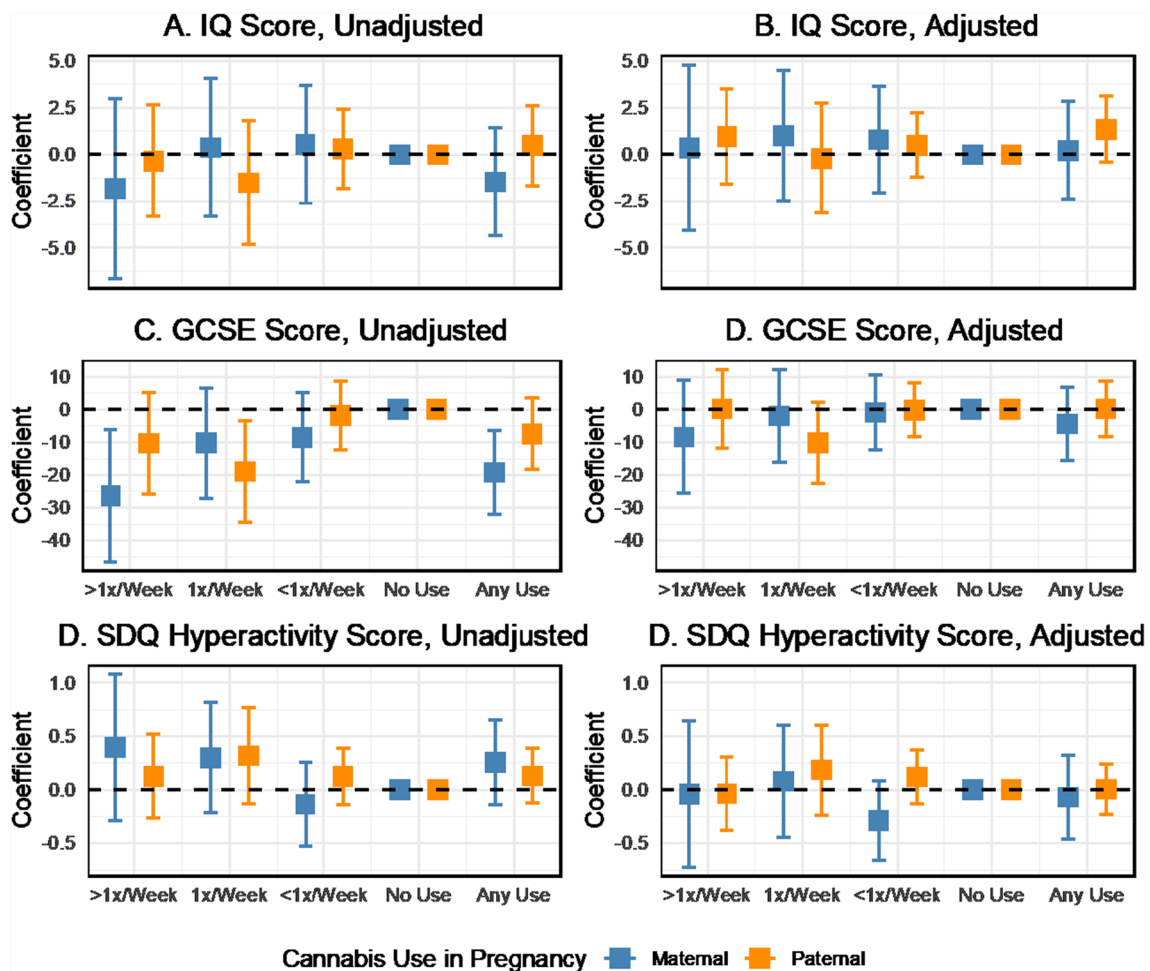 A. IQ Score, Unadjusted
Coefficient
5.0
2.5
0.0
-2.5
-5.0
B. IQ Score, Adjusted
Coefficient
5.0
2.5
0.0
-2.5
-5.0
C. GCSE Score, Unadjusted
Coefficient
10
0
-10
-20
-30
-40
>1x/Week 1x/Week <1x/Week No Use Any Use
D. GCSE Score, Adjusted
Coefficient
10
0
-10
-20
-30
-40
>1x/Week 1x/Week <1x/Week No Use Any Use
D. SDQ Hyperactivity Score, Unadjusted
Coefficient
1.0
0.5
0.0
-0.5
>1x/Week 1x/Week <1x/Week No Use Any Use
D. SDQ Hyperactivity Score, Adjusted
Coefficient
1.0
0.5
0.0
-0.5
>1x/Week 1x/Week <1x/Week No Use Any Use
Cannabis Use in Pregnancy Maternal Paternal